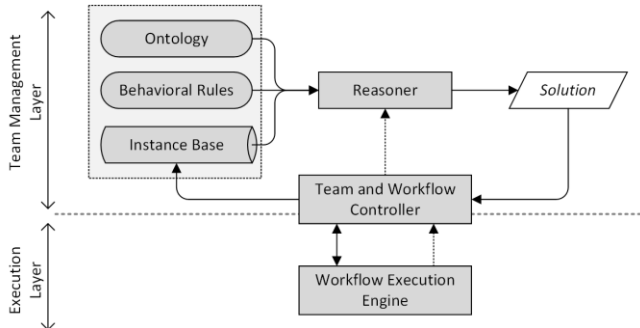 Team Management
Layer
Ontology
Behavioral Rules
Instance Base
Reasoner
Solution
Team and Workflow
Controller
Execution
Layer
Workflow Execution
Engine